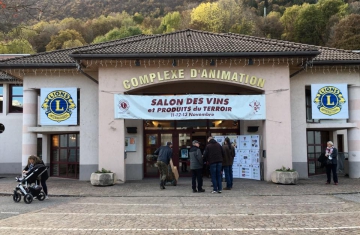 COMPLEXE D'ANIMATION
SALON DES VINS
et PRODUITS du TERROIR
11-12-13 Novembre
LIONS
L
LIONS
L